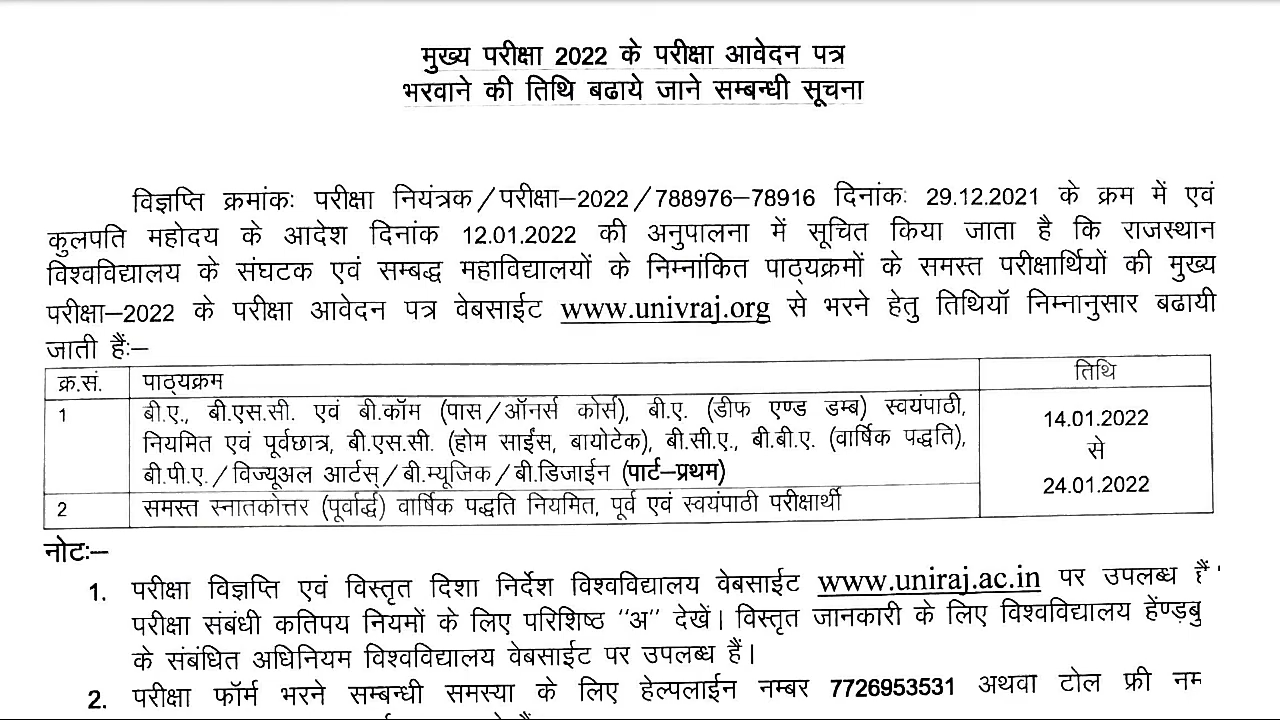 मुख्य परीक्षा 2022 के परीक्षा आवेदन पत्र
भरवाने की तिथि बढाये जाने सम्बन्धी सूचना
विज्ञप्ति क्रमांकः परीक्षा नियंत्रक/परीक्षा–2022/788976–78916 दिनांकः 29.12.2021 के क्रम में एवं
कुलपति महोदय के आदेश दिनांक 12.01.2022 की अनुपालना में सूचित किया जाता है कि राजस्थान
विश्वविद्यालय के संघटक एवं सम्बद्ध महाविद्यालयों के निम्नांकित पाठ्यक्रमों के समस्त परीक्षार्थियों की मुख्य
परीक्षा–2022 के परीक्षा आवेदन पत्र वेबसाईट www.univraj.org से भरने हेतु तिथियॉ निम्नानुसार बढायी
जाती हैंः–
क्र.सं. पाठ्यक्रम तिथि
1 बी.ए., बी.एस.सी. एवं बी.कॉम (पास/ऑनर्स कोर्स), बी.ए. (डीफ एण्ड डम्ब) स्वयंपाठी,
नियमित एवं पूर्वछात्र, बी.एस.सी. (होम साईंस, बायोटेक), बी.सी.ए., बी.बी.ए. (वार्षिक पद्धति),
बी.पी.ए./विज्यूअल आर्टस्/बी.म्यूजिक/बी.डिजाईन (पार्ट–प्रथम)
14.01.2022
से
24.01.2022
2 समस्त स्नातकोत्तर (पूर्वार्द्ध) वार्षिक पद्धति नियमित, पूर्व एवं स्वयंपाठी परीक्षार्थी
नोटः–
1. परीक्षा विज्ञप्ति एवं विस्तृत दिशा निर्देश विश्वविद्यालय वेबसाईट www.uniraj.ac.in पर उपलब्ध हैं
परीक्षा संबंधी कतिपय नियमों के लिए परिशिष्ठ "अ" देखें। विस्तृत जानकारी के लिए विश्वविद्यालय हेंण्डबु
के संबंधित अधिनियम विश्वविद्यालय वेबसाईट पर उपलब्ध हैं।
2. परीक्षा फॉर्म भरने सम्बन्धी समस्या के लिए हेल्पलाईन नम्बर 7726953531 अथवा टोल फ्री नम